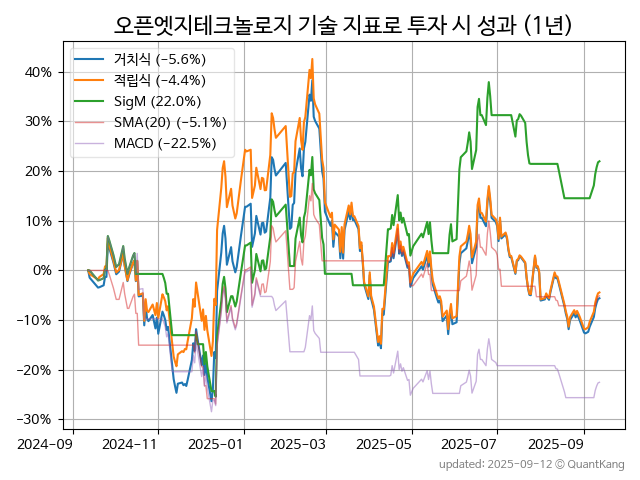 오픈엣지테크놀로지 기술 지표로 투자 시 성과 (1년)
거치식 (−5.6%)
적립식 (−4.4%)
SigM (22.0%)
SMA(20) (−5.1%)
MACD (−22.5%)
40%
30%
20%
10%
0%
−10%
−20%
−30%
2024-09 2024-11 2025-01 2025-03 2025-05 2025-07 2025-09
updated: 2025-09-12 © QuantKang